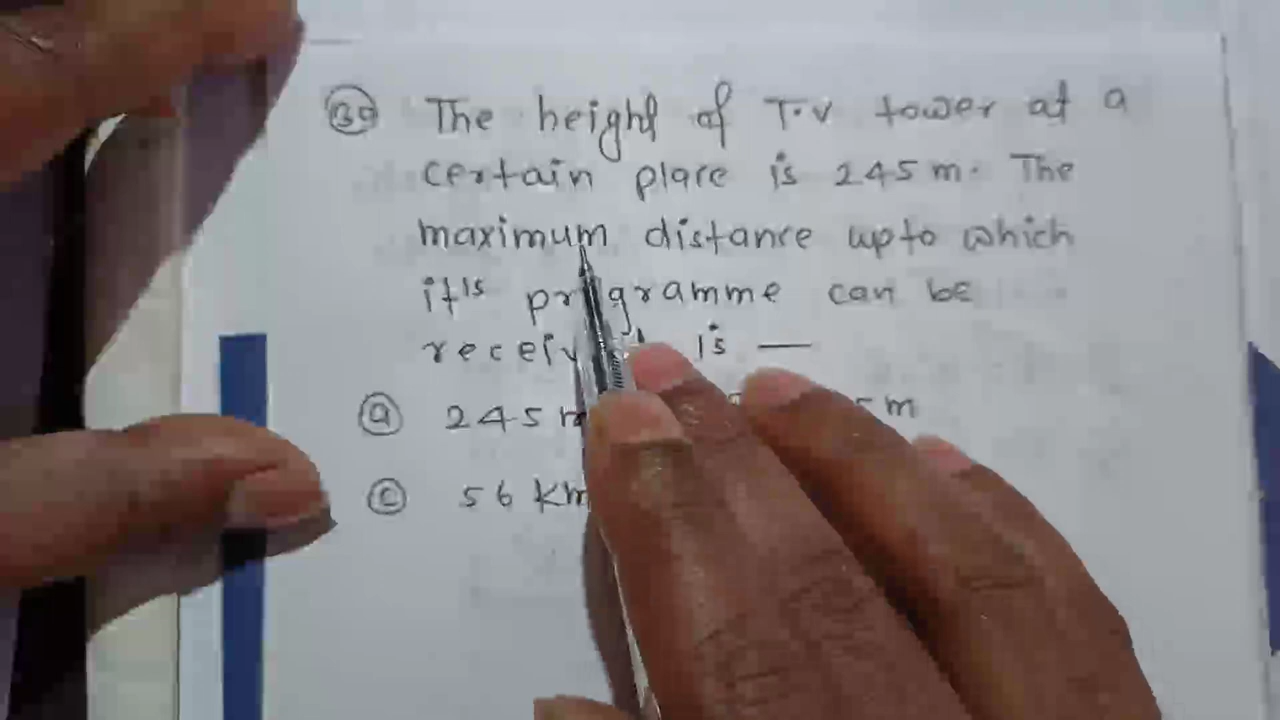 39 The height of T.V tower at a
certain place is 245 m. The
maximum distance upto which
it's programme can be
is —
a 245
m
c 56 Km